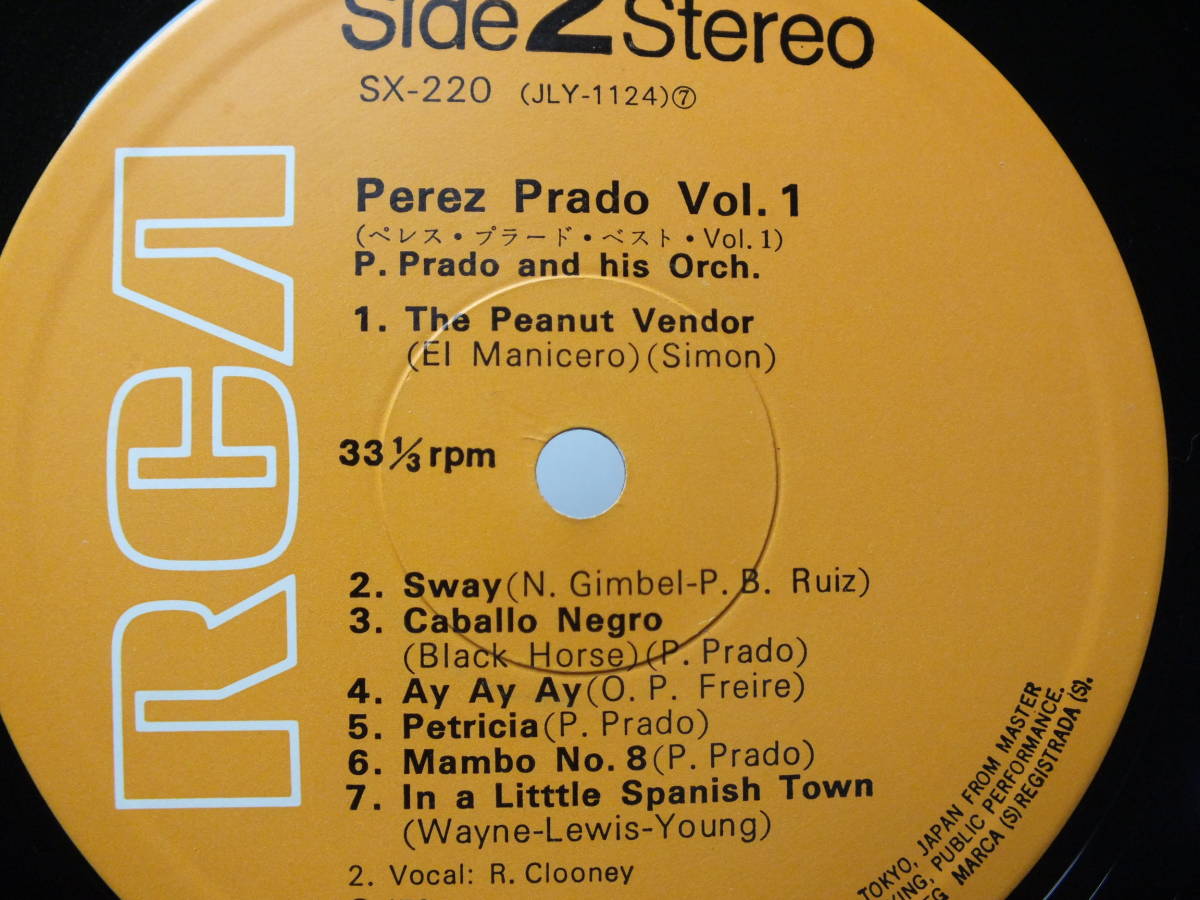 Side 2 Stereo
SX-220 (JLY-1124)⑦
RCA
Perez Prado Vol. 1
(ペレス・プラード・ベスト・Vol. 1)
P. Prado and his Orch.
1. The Peanut Vendor
(El Manicero) (Simon)
33 1/3 rpm
2. Sway (N. Gimbel-P. B. Ruiz)
3. Caballo Negro
(Black Horse) (P. Prado)
4. Ay Ay Ay (O. P. Freire)
5. Petricia (P. Prado)
6. Mambo No. 8 (P. Prado)
7. In a Litttle Spanish Town
(Wayne-Lewis-Young)
2. Vocal: R. Clooney
TOKYO, JAPAN FROM MASTER
PUBLIC PERFORMANCE.
MARCA (S) REGISTRADA (S).